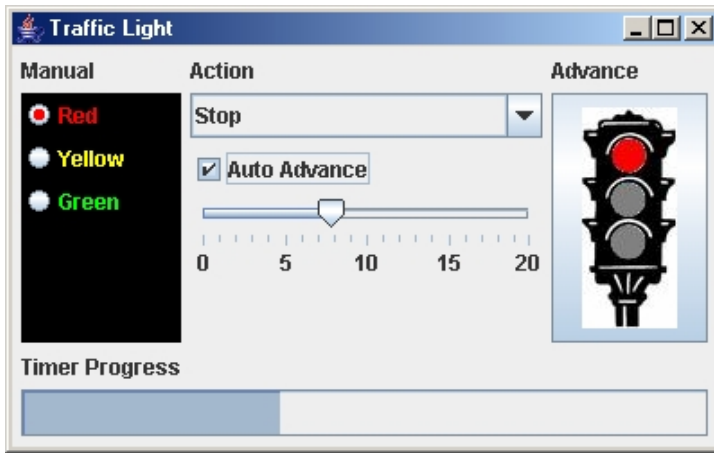 Traffic Light
Manual
Action
Advance
Red
Yellow
Green
Stop
Auto Advance
0 5 10 15 20
Timer Progress